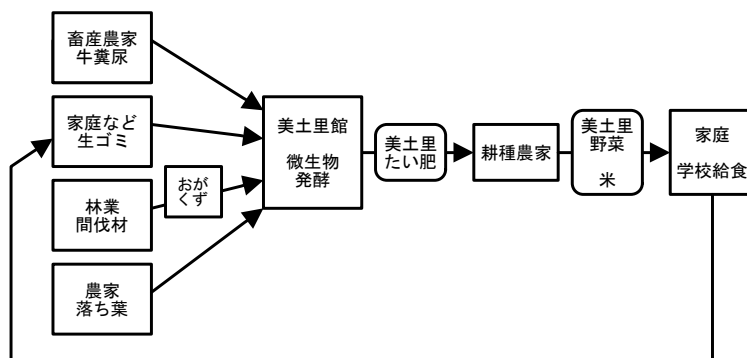 畜産農家
牛糞尿
家庭など
生ゴミ
林業
間伐材
おが
くず
農家
落ち葉
美土里館
微生物
発酵
美土里
たい肥
耕種農家
美土里
野菜
米
家庭
学校給食